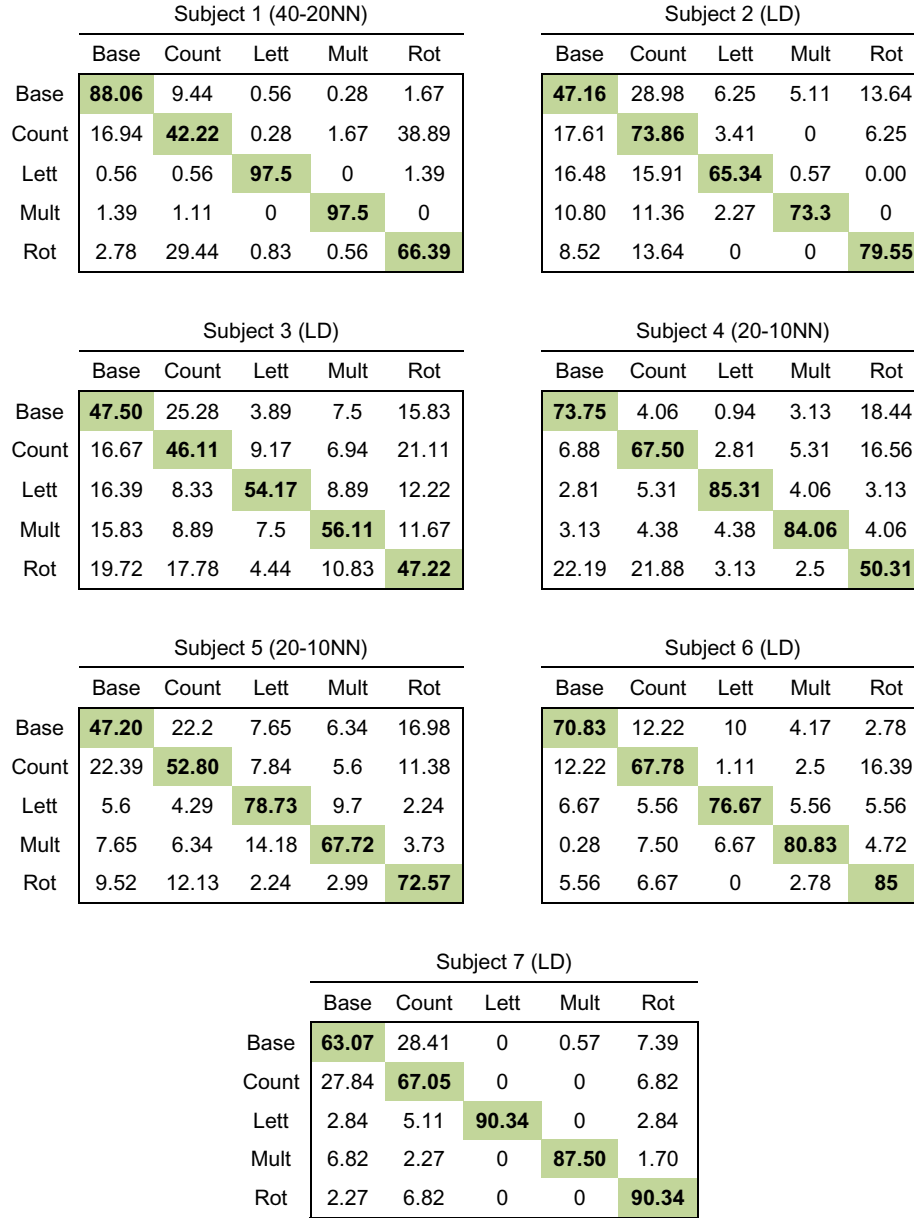 Subject 1 (40-20NN) Subject 2 (LD)
Base Count Lett Mult Rot Base Count Lett Mult Rot
Base 88.06 9.44 0.56 0.28 1.67 47.16 28.98 6.25 5.11 13.64
Count 16.94 42.22 0.28 1.67 38.89 17.61 73.86 3.41 0 6.25
Lett 0.56 0.56 97.5 0 1.39 16.48 15.91 65.34 0.57 0.00
Mult 1.39 1.11 0 97.5 0 10.80 11.36 2.27 73.3 0
Rot 2.78 29.44 0.83 0.56 66.39 8.52 13.64 0 0 79.55
Subject 3 (LD) Subject 4 (20-10NN)
Base Count Lett Mult Rot Base Count Lett Mult Rot
Base 47.50 25.28 3.89 7.5 15.83 73.75 4.06 0.94 3.13 18.44
Count 16.67 46.11 9.17 6.94 21.11 6.88 67.50 2.81 5.31 16.56
Lett 16.39 8.33 54.17 8.89 12.22 2.81 5.31 85.31 4.06 3.13
Mult 15.83 8.89 7.5 56.11 11.67 3.13 4.38 4.38 84.06 4.06
Rot 19.72 17.78 4.44 10.83 47.22 22.19 21.88 3.13 2.5 50.31
Subject 5 (20-10NN) Subject 6 (LD)
Base Count Lett Mult Rot Base Count Lett Mult Rot
Base 47.20 22.2 7.65 6.34 16.98 70.83 12.22 10 4.17 2.78
Count 22.39 52.80 7.84 5.6 11.38 12.22 67.78 1.11 2.5 16.39
Lett 5.6 4.29 78.73 9.7 2.24 6.67 5.56 76.67 5.56 5.56
Mult 7.65 6.34 14.18 67.72 3.73 0.28 7.50 6.67 80.83 4.72
Rot 9.52 12.13 2.24 2.99 72.57 5.56 6.67 0 2.78 85
Subject 7 (LD)
Base Count Lett Mult Rot
Base 63.07 28.41 0 0.57 7.39
Count 27.84 67.05 0 0 6.82
Lett 2.84 5.11 90.34 0 2.84
Mult 6.82 2.27 0 87.50 1.70
Rot 2.27 6.82 0 0 90.34